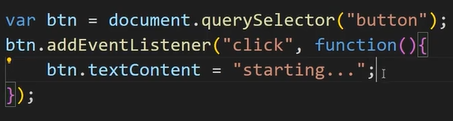 var btn = document.querySelector("button");
btn.addEventListener("click", function(){
    btn.textContent = "starting...";
});